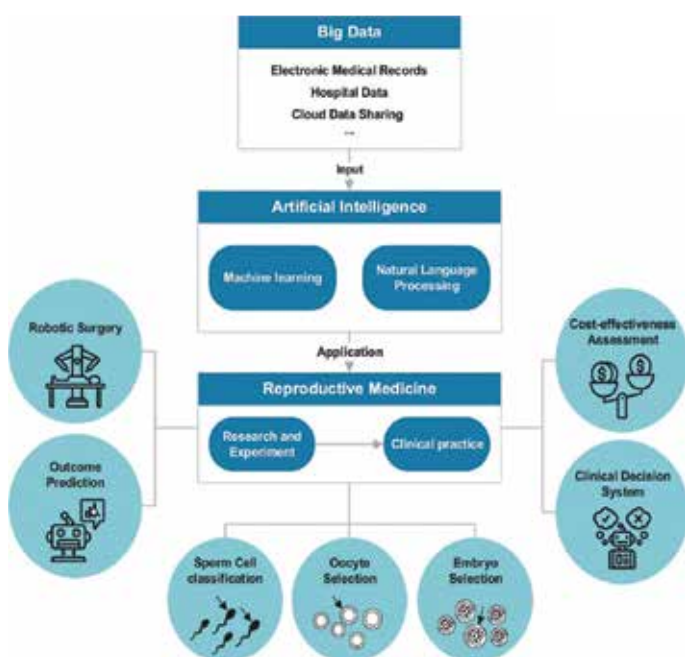 Big Data
Electronic Medical Records
Hospital Data
Cloud Data Sharing
...
Input
Artificial Intelligence
Machine learning
Natural Language
Processing
Application
Robotic Surgery
Cost-effectiveness
Assessment
Reproductive Medicine
Research and
Experiment
Clinical practice
Outcome
Prediction
Clinical Decision
System
Sperm Cell
classification
Oocyte
Selection
Embryo
Selection
$
$